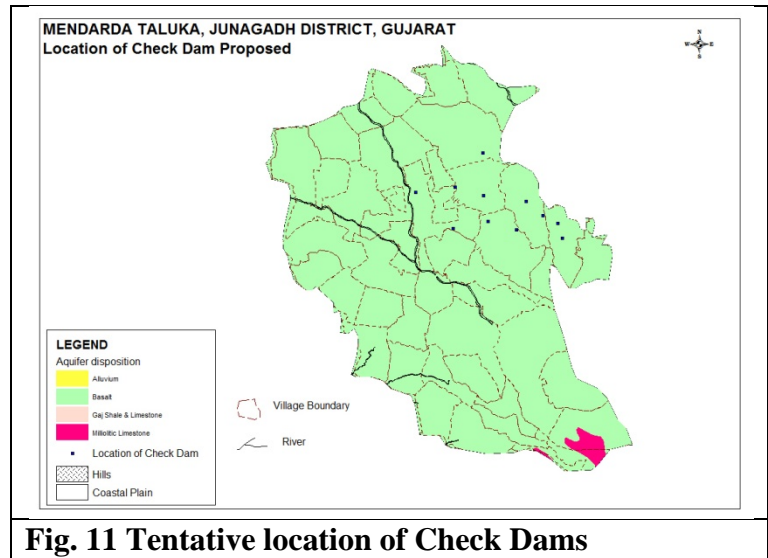 MENDARDA TALUKA, JUNAGADH DISTRICT, GUJARAT
Location of Check Dam Proposed
N
W E
S
LEGEND
Aquifer disposition
Alluvium
Basalt
Gaj Shale & Limestone
Milliolitic Limestone
Location of Check Dam
Hills
Coastal Plain
Village Boundary
River
Fig. 11 Tentative location of Check Dams